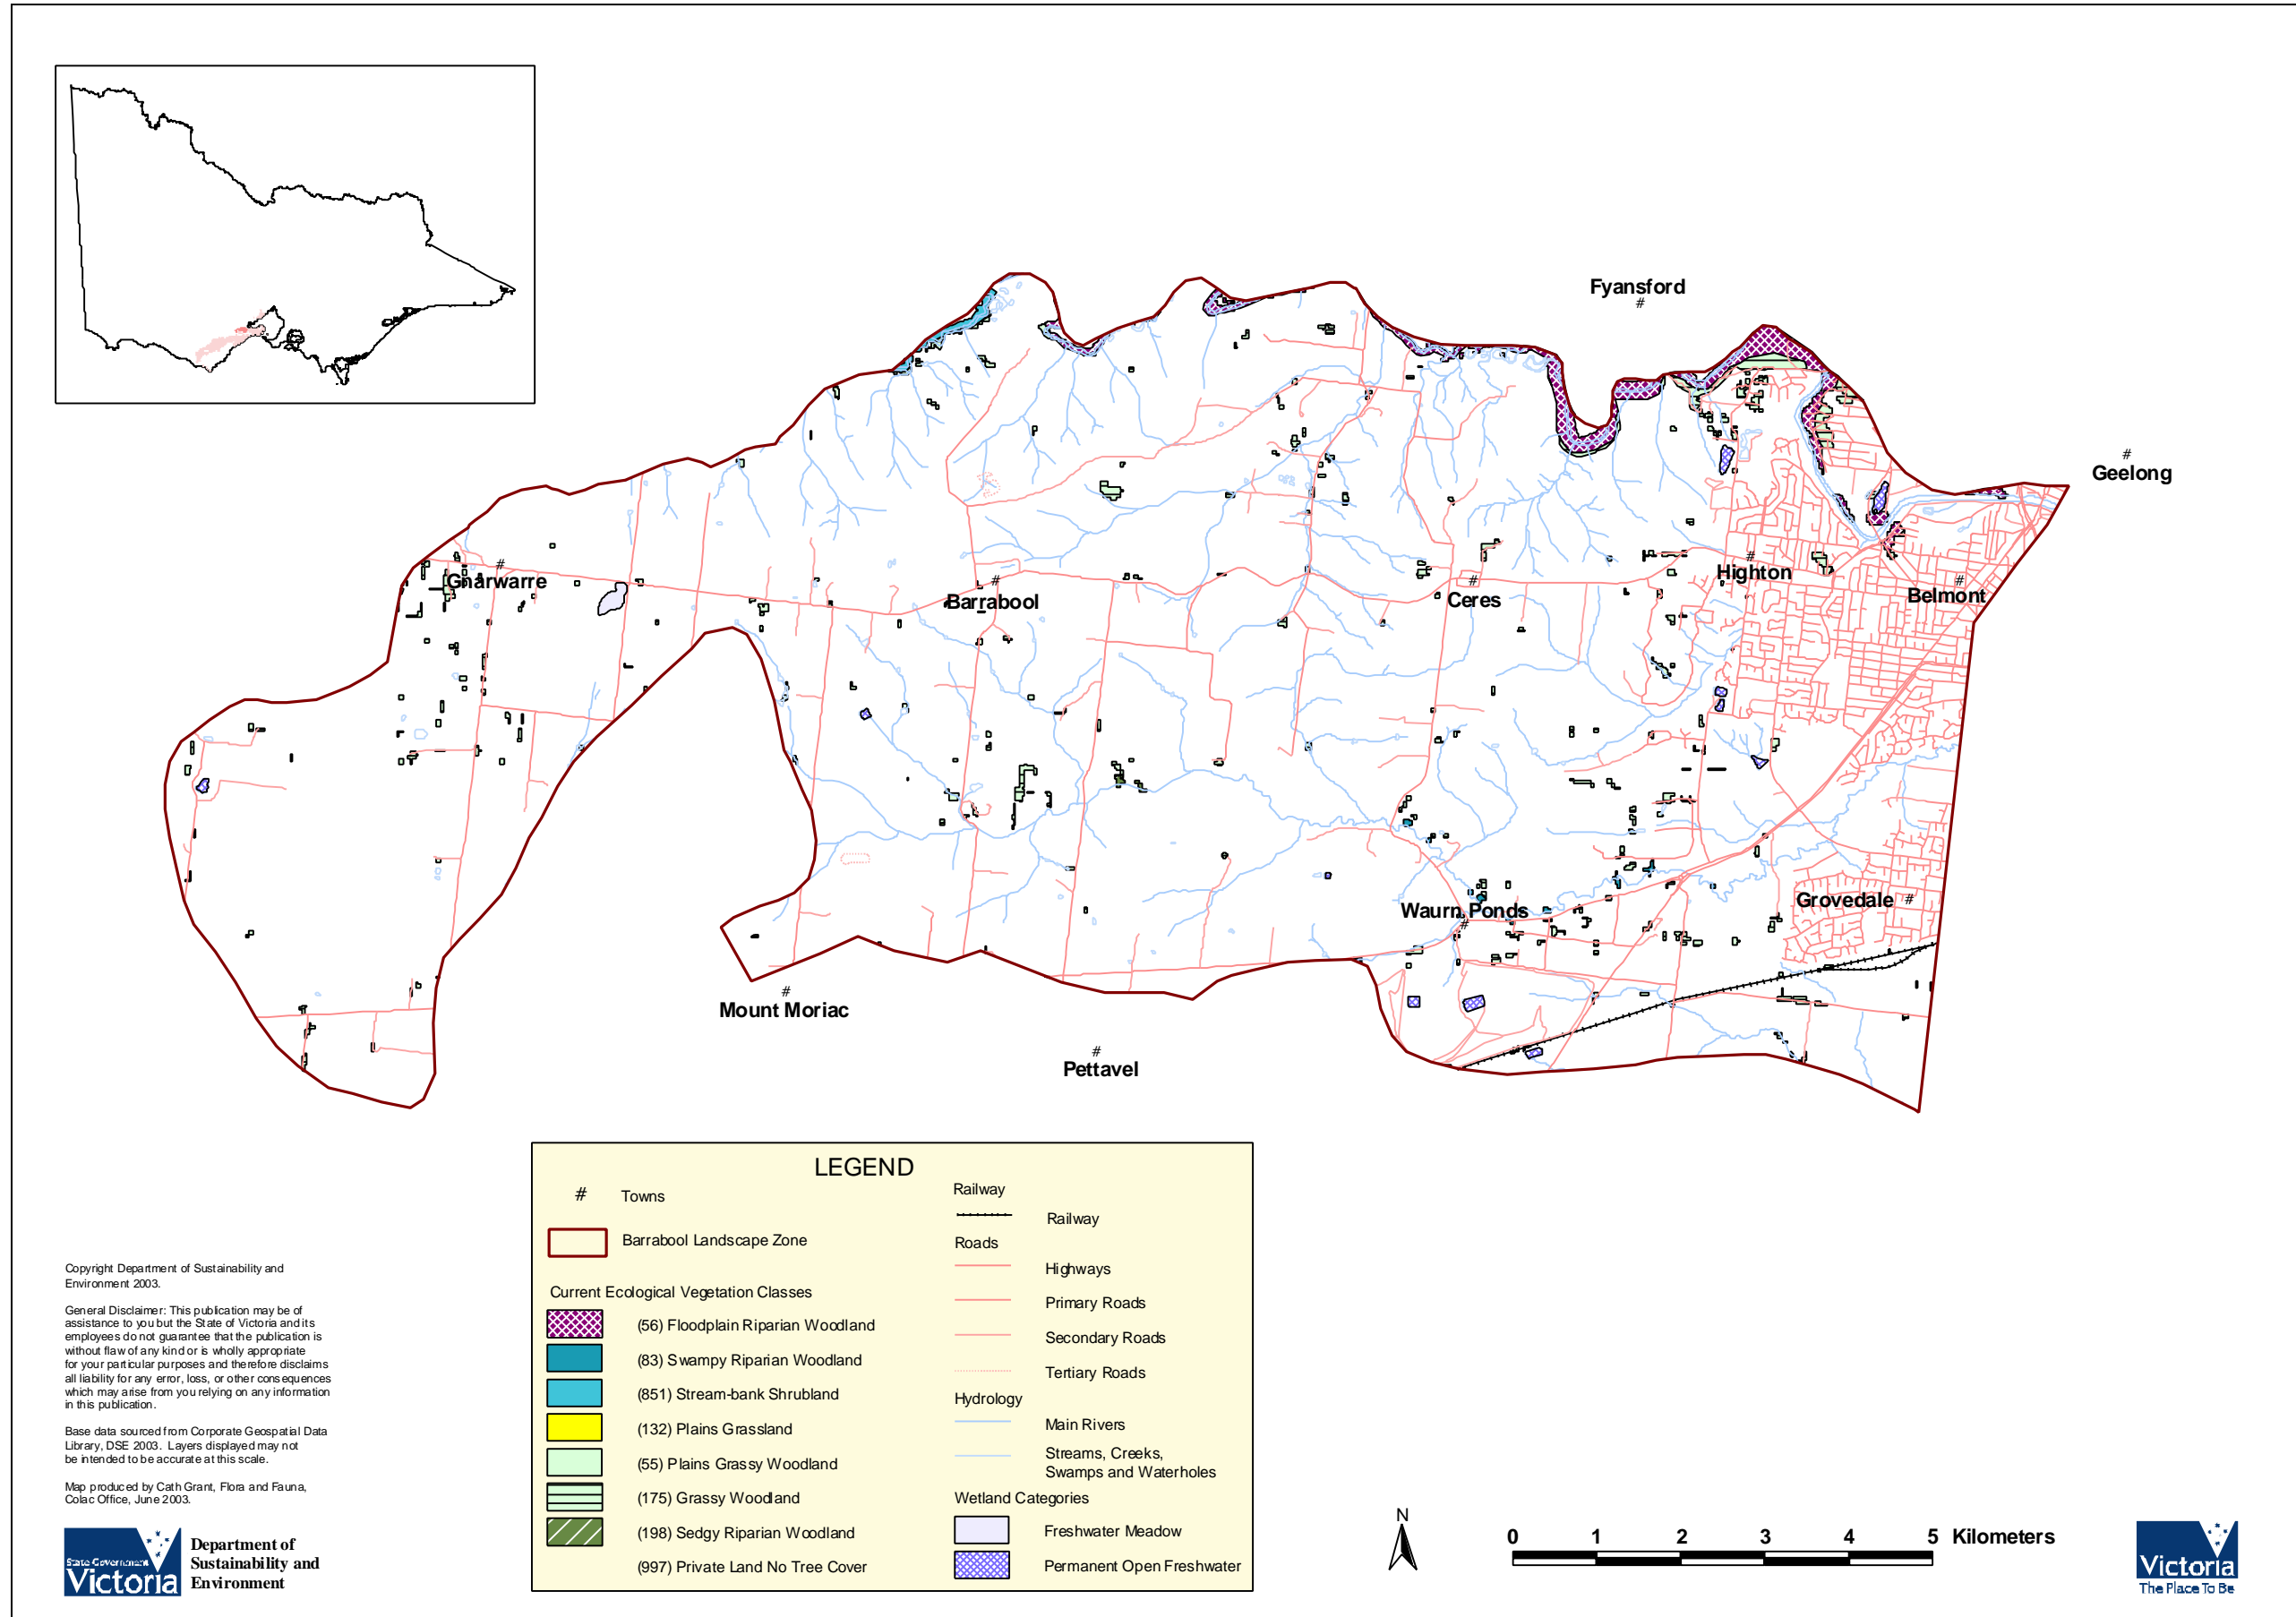 Fyansford
#
#
Geelong
#
Gnarwarre
#
Barrabool
#
Ceres
#
Highton
#
Belmont
Waurn Ponds
#
Grovedale #
#
Mount Moriac
#
Pettavel
LEGEND
# Towns
Barrabool Landscape Zone
Current Ecological Vegetation Classes
(56) Floodplain Riparian Woodland
(83) Swampy Riparian Woodland
(851) Stream-bank Shrubland
(132) Plains Grassland
(55) Plains Grassy Woodland
(175) Grassy Woodland
(198) Sedgy Riparian Woodland
(997) Private Land No Tree Cover
Railway
Railway
Roads
Highways
Primary Roads
Secondary Roads
Tertiary Roads
Hydrology
Main Rivers
Streams, Creeks,
Swamps and Waterholes
Wetland Categories
Freshwater Meadow
Permanent Open Freshwater
Copyright Department of Sustainability and
Environment 2003.
General Disclaimer: This publication may be of
assistance to you but the State of Victoria and its
employees do not guarantee that the publication is
without flaw of any kind or is wholly appropriate
for your particular purposes and therefore disclaims
all liability for any error, loss, or other consequences
which may arise from you relying on any information
in this publication.
Base data sourced from Corporate Geospatial Data
Library, DSE 2003. Layers displayed may not
be intended to be accurate at this scale.
Map produced by Cath Grant, Flora and Fauna,
Colac Office, June 2003.
State Government
Victoria
Department of
Sustainability and
Environment
N
0 1 2 3 4 5 Kilometers
Victoria
The Place To Be